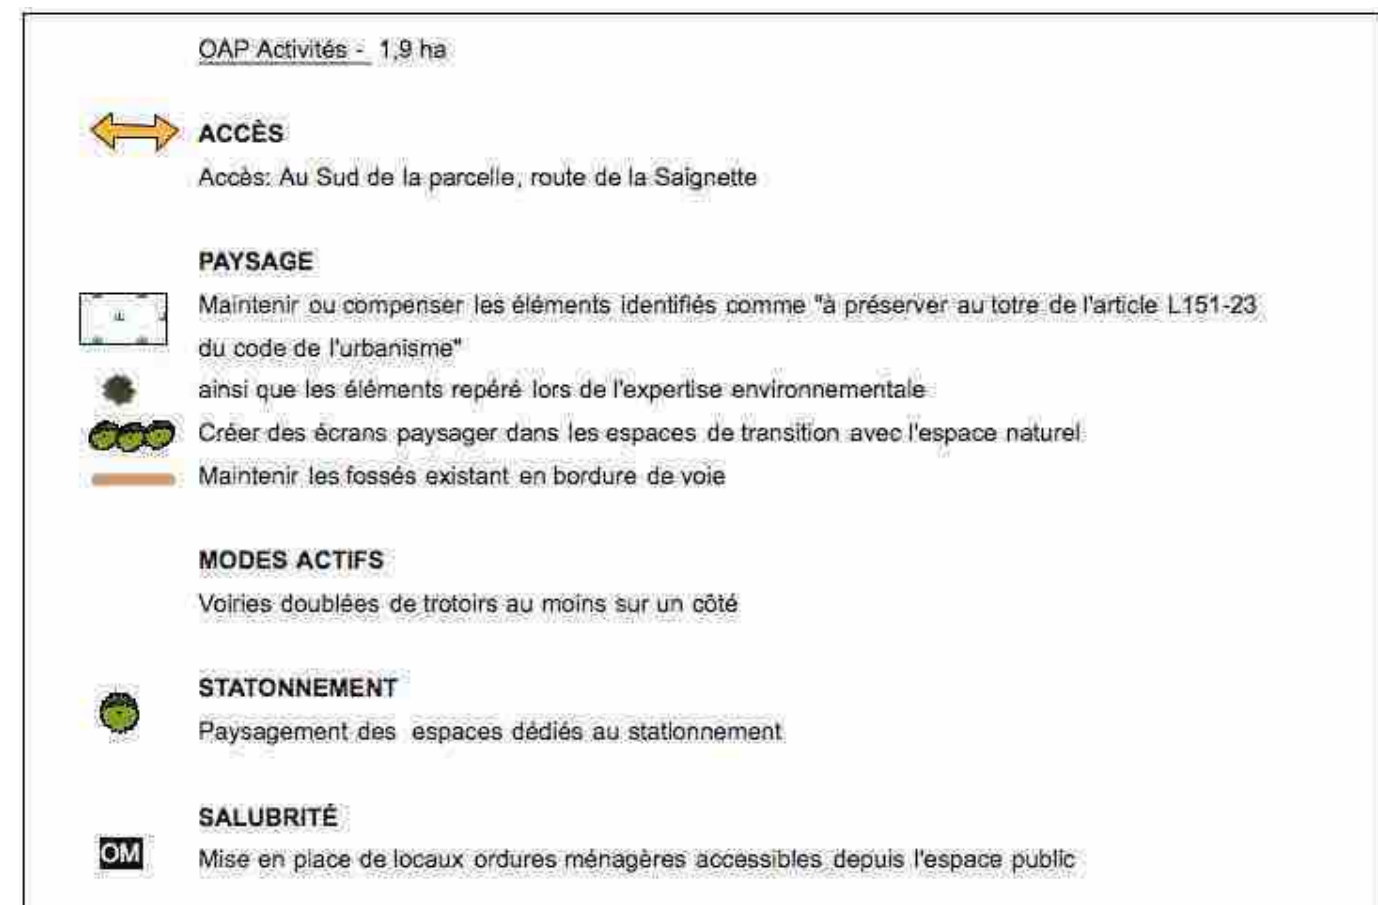 OAP Activités - 1,9 ha
ACCÈS
Accès: Au Sud de la parcelle, route de la Saignette
PAYSAGE
Maintenir ou compenser les éléments identifiés comme "à préserver au totre de l'article L151-23
du code de l'urbanisme"
ainsi que les éléments repéré lors de l'expertise environnementale
Créer des écrans paysager dans les espaces de transition avec l'espace naturel
Maintenir les fossés existant en bordure de voie
MODES ACTIFS
Voiries doublées de trotoirs au moins sur un côté
STATONNEMENT
Paysagement des espaces dédiés au stationnement
SALUBRITÉ
OM Mise en place de locaux ordures ménagères accessibles depuis l'espace public